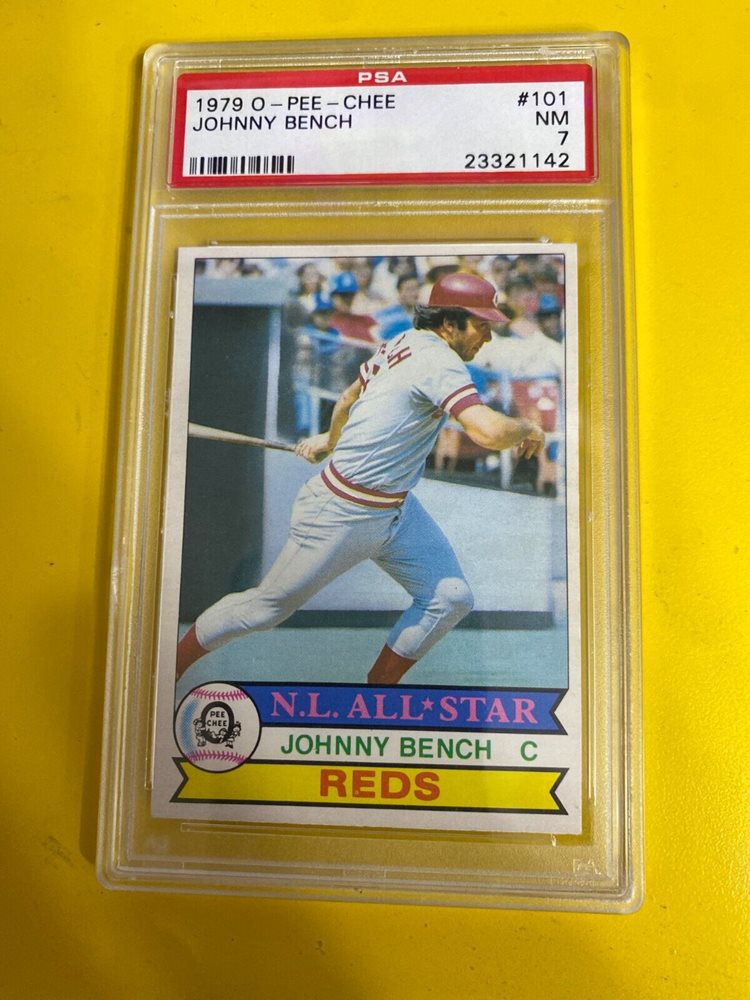 PSA
1979 O-PEE-CHEE #101
JOHNNY BENCH NM
7
23321142
N.L. ALL★STAR
PEE
CHEE
JOHNNY BENCH C
REDS